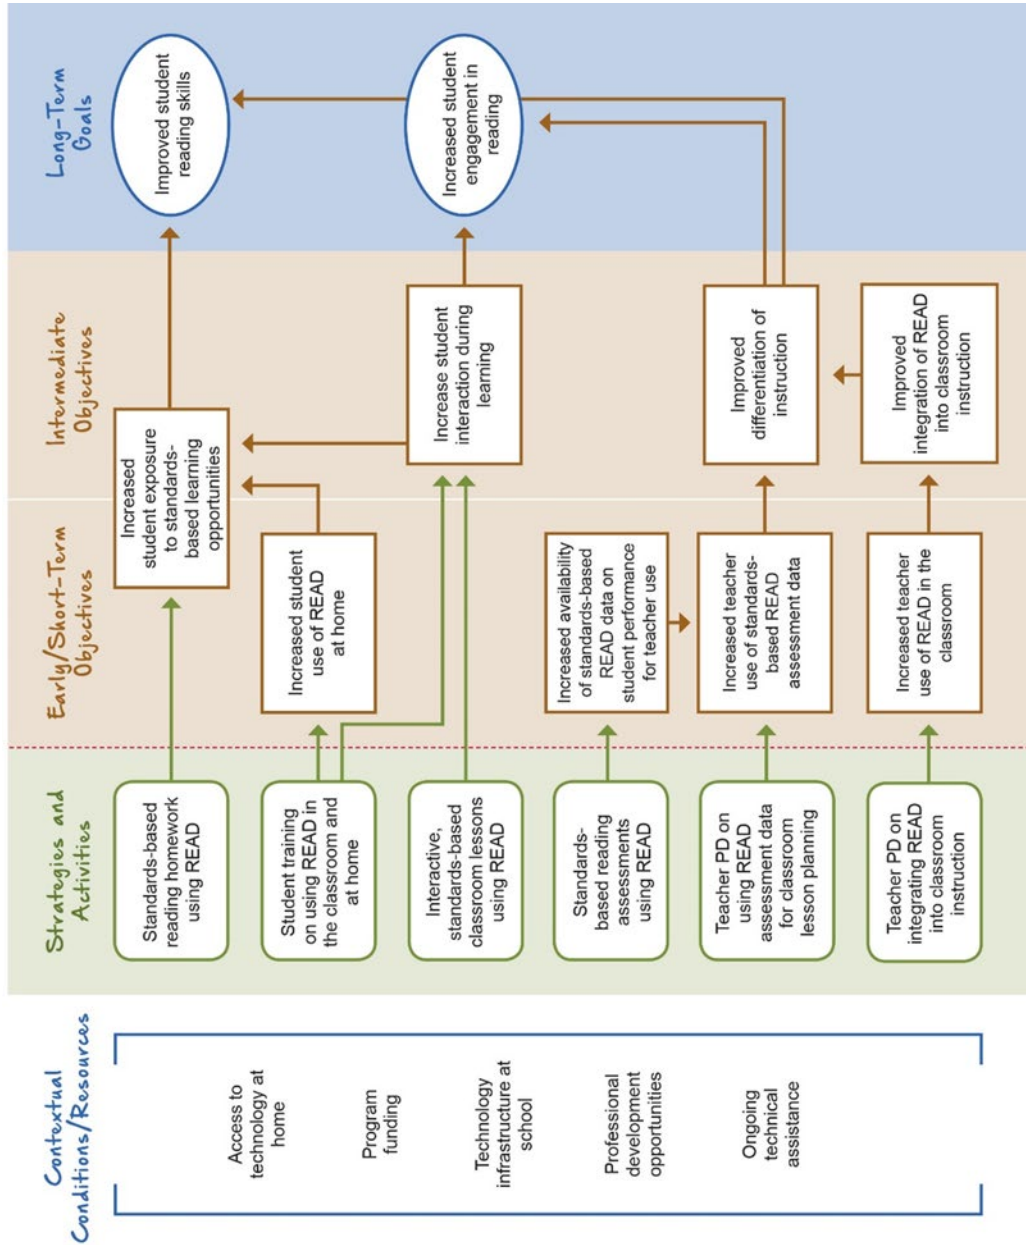 Contextual
Conditions/Resources
Access to
technology at
home
Program
funding
Technology
infrastructure at
school
Professional
development
opportunities
Ongoing
technical
assistance
Strategies and
Activities
Standards-based
reading homework
using READ
Student training
on using READ in
the classroom and
at home
Interactive,
standards-based
classroom lessons
using READ
Standards-
based reading
assessments
using READ
Teacher PD on
using READ
assessment data
for classroom
lesson planning
Teacher PD on
integrating READ
into classroom
instruction
Early/Short-Term
Objectives
Increased student
use of READ
at home
Increased availability
of standards-based
READ data on
student performance
for teacher use
Increased teacher
use of standards-
based READ
assessment data
Increased teacher
use of READ in the
classroom
Intermediate
Objectives
Increased
student exposure
to standards-
based learning
opportunities
Increase student
interaction during
learning
Improved
differentiation of
instruction
Improved
integration of READ
into classroom
instruction
Long-Term
Goals
Improved student
reading skills
Increased student
engagement in
reading